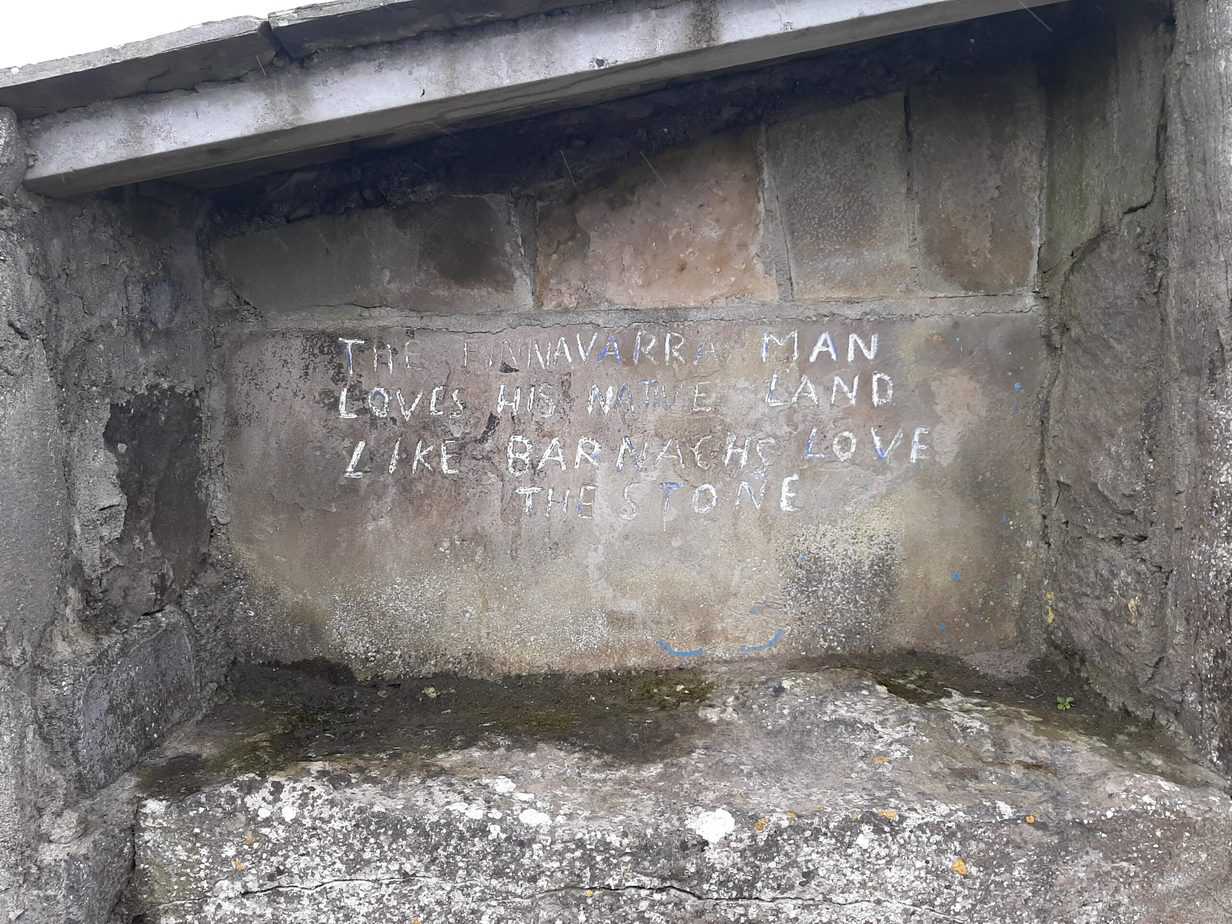 THE FINNAVARRA MAN
LOVES HIS NATIVE LAND
LIKE BARNACHS LOVE
THE STONE